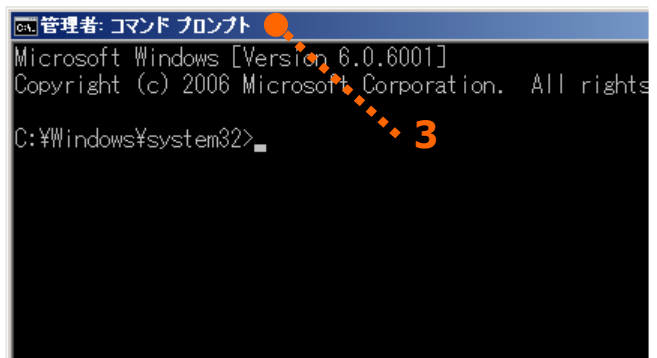 管理者: コマンド プロンプト
Microsoft Windows [Version 6.0.6001]
Copyright (c) 2006 Microsoft Corporation.  All rights
C:¥Windows¥system32>
3